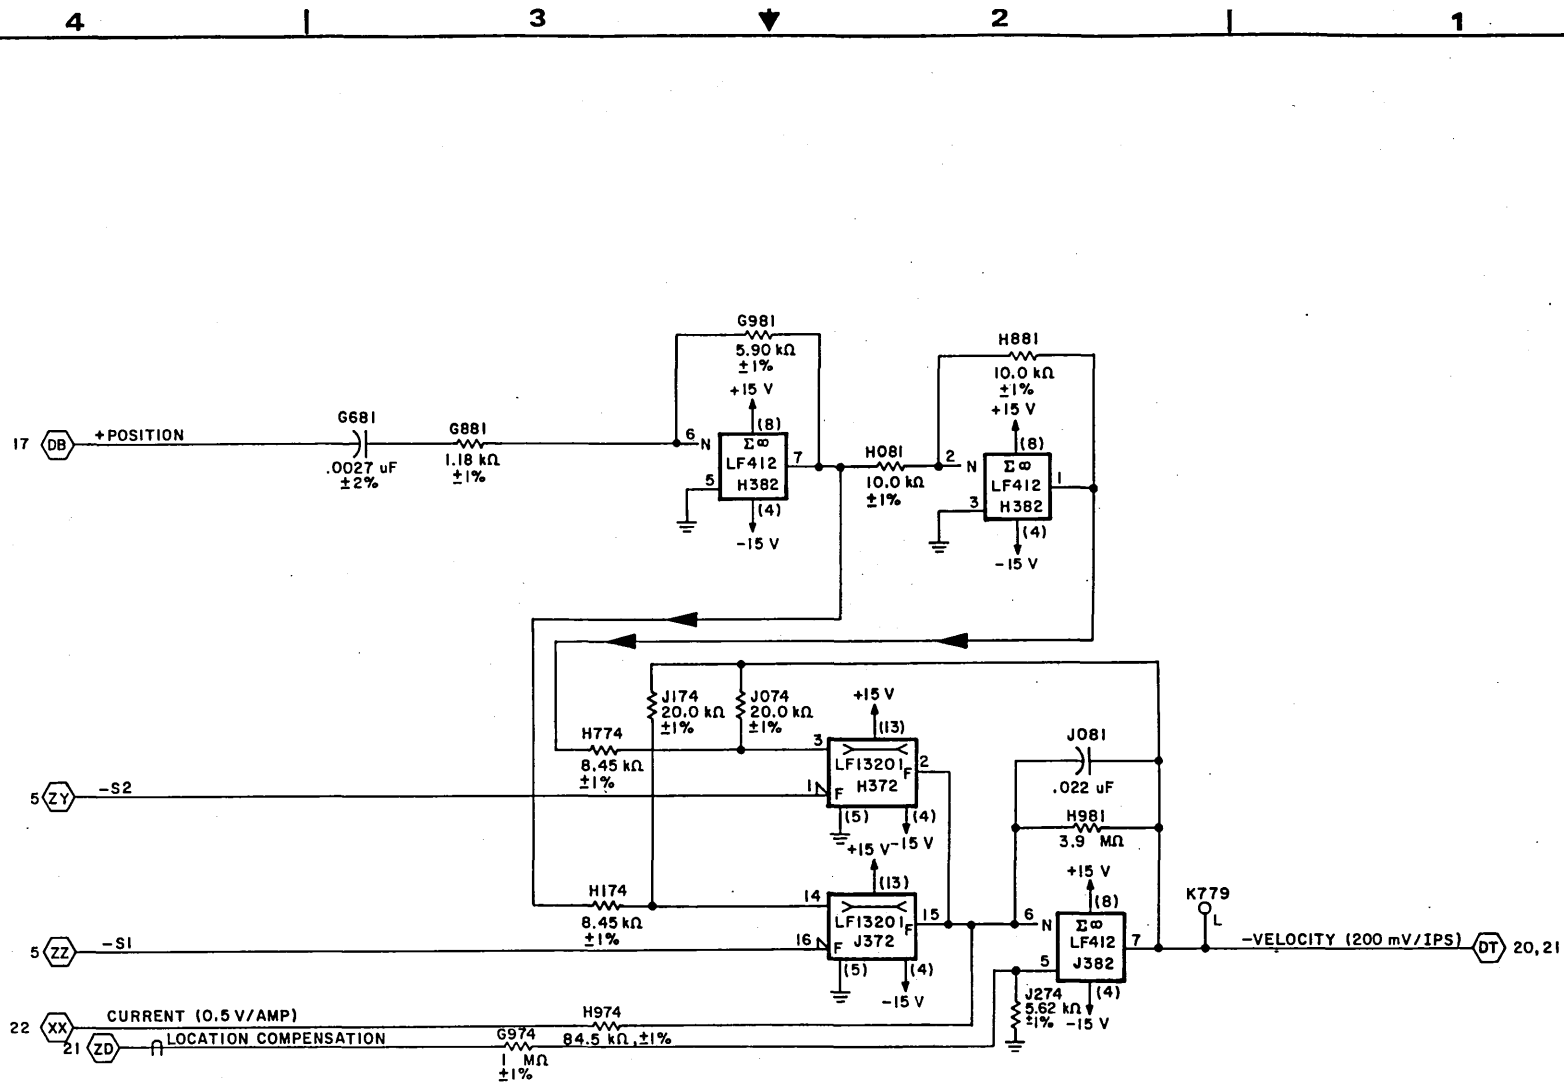 4 3 2 1
G981
5.90 kΩ
±1%
+15 V
(8)
H881
10.0 kΩ
±1%
+15 V
(8)
17 DB +POSITION
G681
.0027 uF
±2%
G881
1.18 kΩ
±1%
6 N
Σ ∞
LF412
H382
7
5
(4)
-15 V
H081
10.0 kΩ
±1%
2 N
Σ ∞
LF412
H382
1
3
(4)
-15 V
J174
20.0 kΩ
±1%
J074
20.0 kΩ
±1%
+15 V
(13)
H774
8.45 kΩ
±1%
3
LF13201
F
2
H372
1
F
(5)
(4)
-15 V
5 ZY -S2
J081
.022 uF
H981
3.9 MΩ
+15 V
(13)
H174
8.45 kΩ
±1%
14
LF13201
F
15
J372
16
F
(5)
(4)
-15 V
5 ZZ -S1
+15 V
(8)
6 N
Σ ∞
LF412
J382
7
5
(4)
-15 V
K779
L
-VELOCITY (200 mV/IPS) DT 20,21
J274
5.62 kΩ
±1%
22 XX CURRENT (0.5 V/AMP)
H974
84.5 kΩ,±1%
21 ZD LOCATION COMPENSATION
G974
1 MΩ
±1%